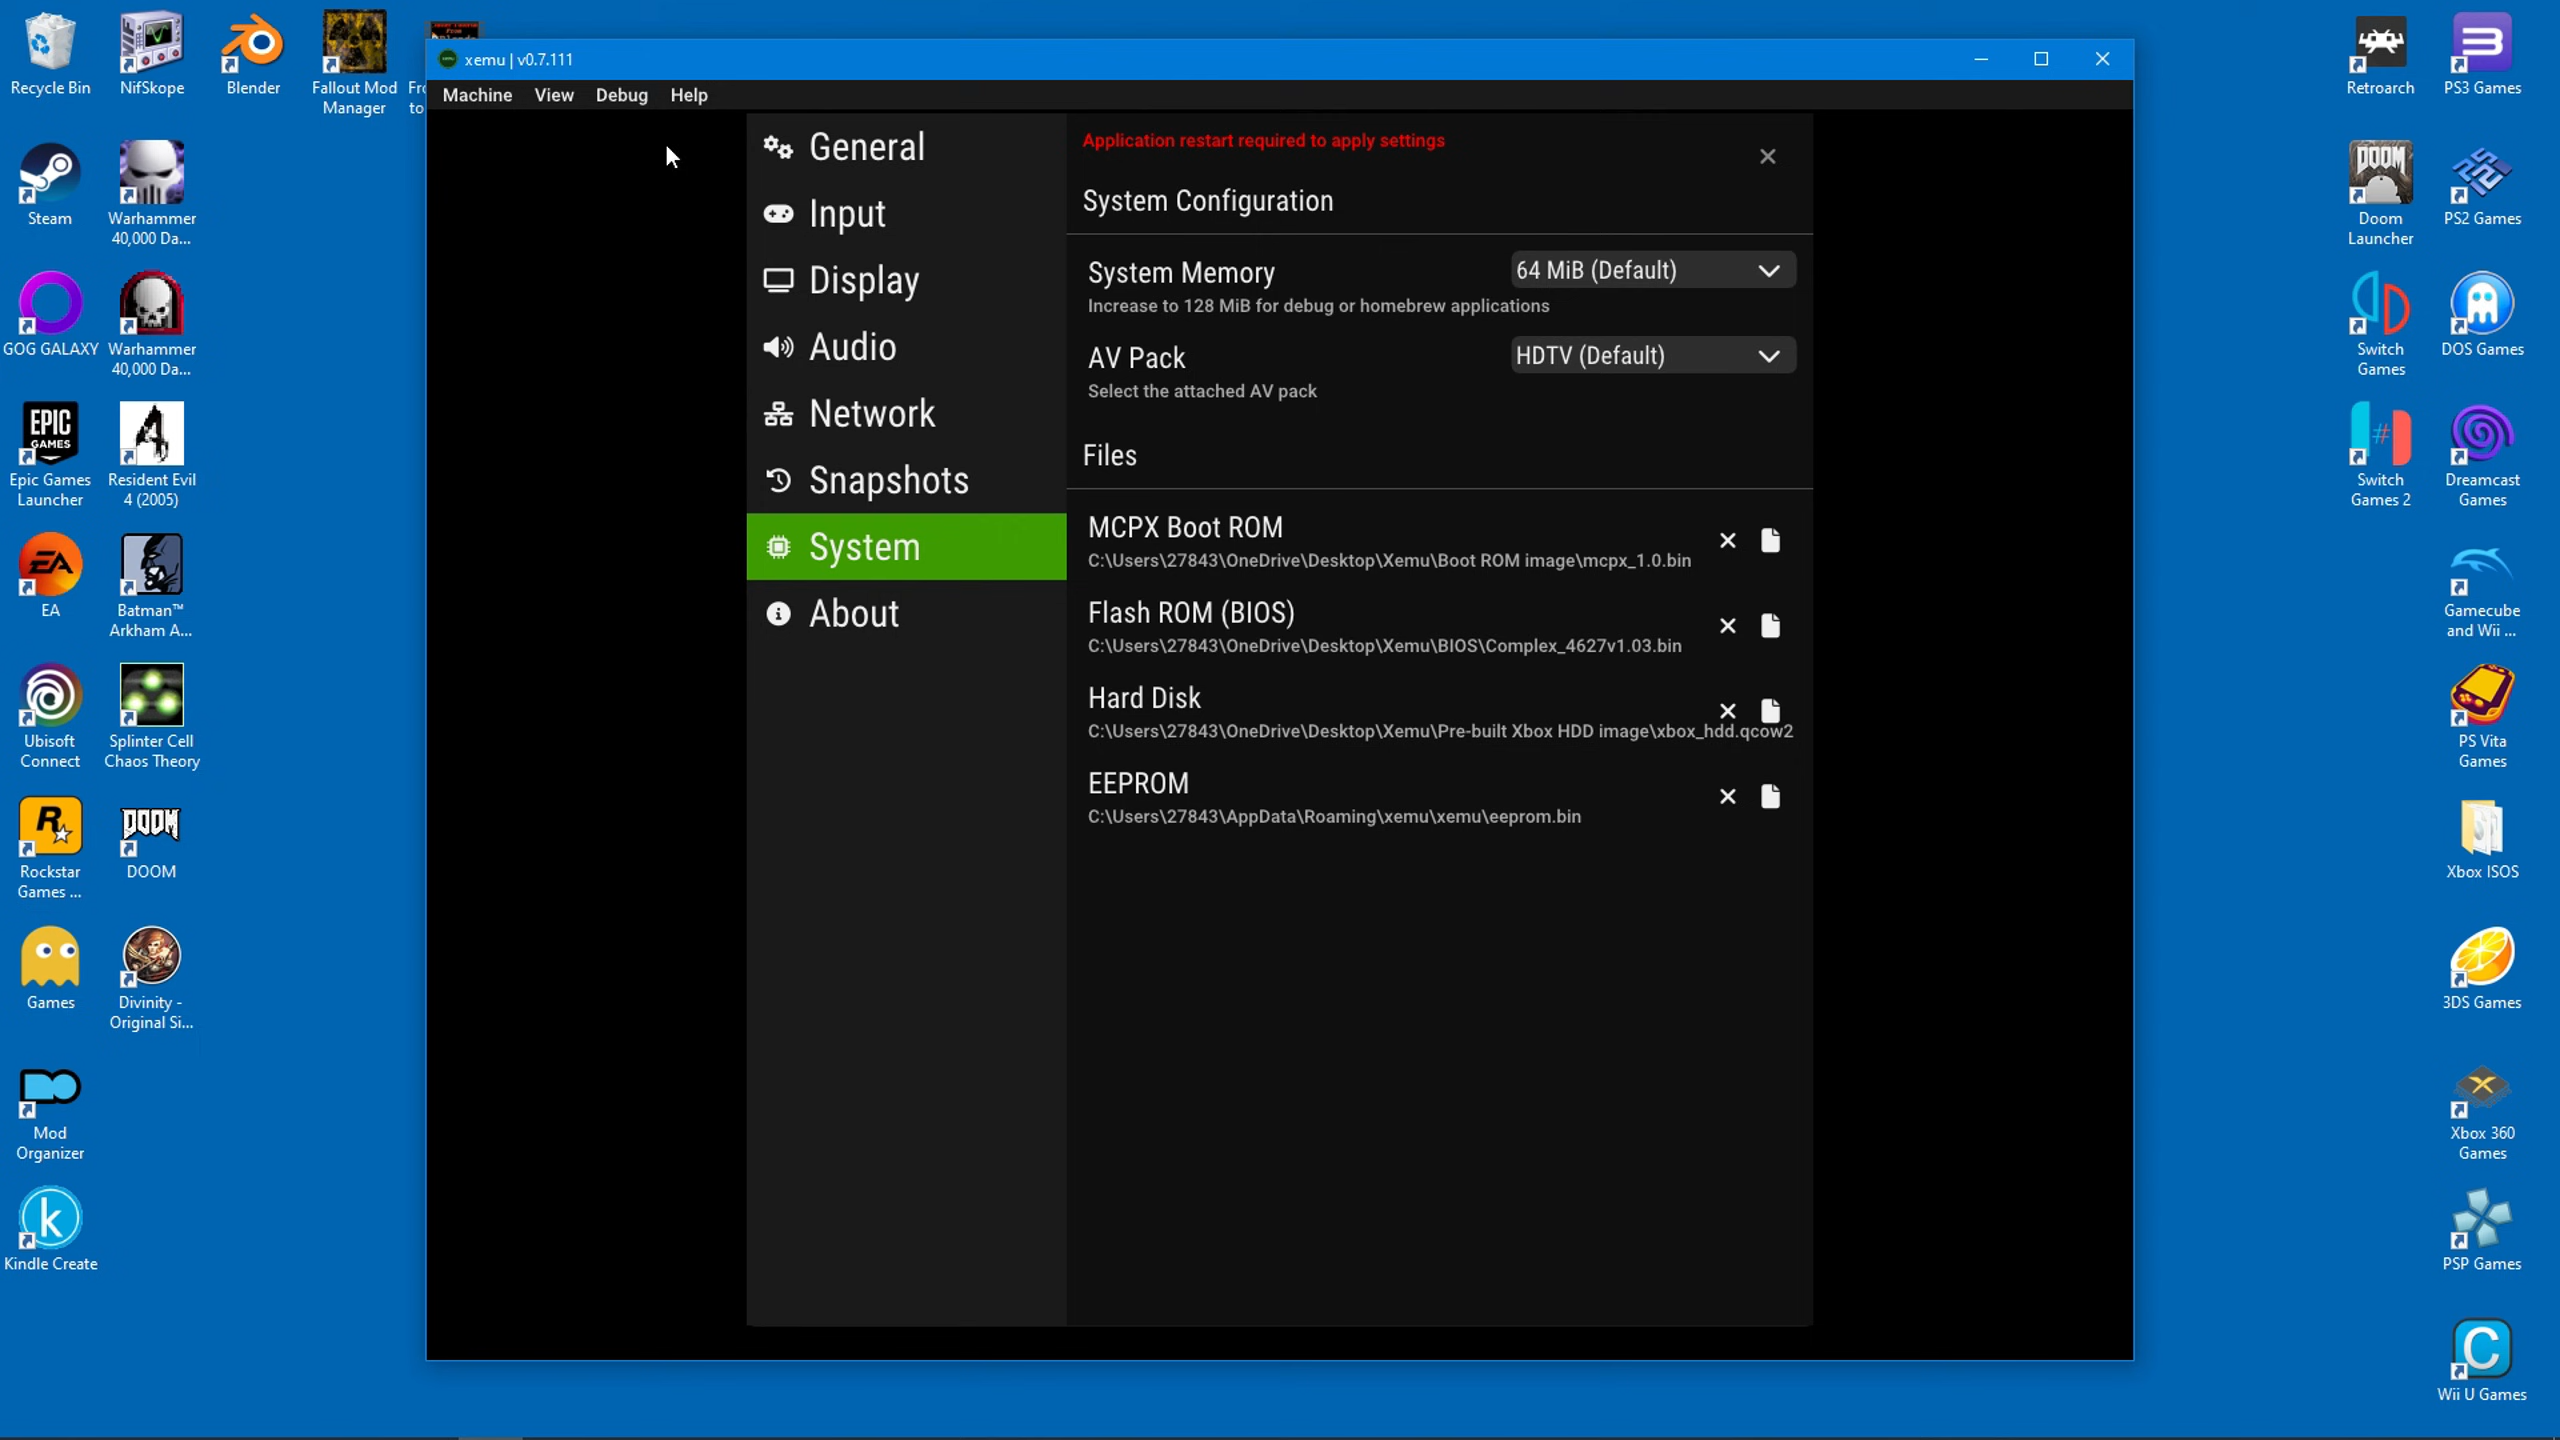 Recycle Bin
NifSkope
Blender
Fallout Mod
Manager
Steam
Warhammer
40,000 Da...
GOG GALAXY
Warhammer
40,000 Da...
EPIC
GAMES
Epic Games
Launcher
Resident Evil
4 (2005)
EA
EA
Batman™
Arkham A...
Ubisoft
Connect
Splinter Cell
Chaos Theory
Rockstar
Games ...
DOOM
DOOM
Games
Divinity -
Original Si...
Mod
Organizer
Kindle Create
xemu | v0.7.111
Machine
View
Debug
Help
General
Input
Display
Audio
Network
Snapshots
System
About
Application restart required to apply settings
System Configuration
System Memory
64 MiB (Default)
Increase to 128 MiB for debug or homebrew applications
AV Pack
HDTV (Default)
Select the attached AV pack
Files
MCPX Boot ROM
C:\Users\27843\OneDrive\Desktop\Xemu\Boot ROM image\mcpx_1.0.bin
Flash ROM (BIOS)
C:\Users\27843\OneDrive\Desktop\Xemu\BIOS\Complex_4627v1.03.bin
Hard Disk
C:\Users\27843\OneDrive\Desktop\Xemu\Pre-built Xbox HDD image\xbox_hdd.qcow2
EEPROM
C:\Users\27843\AppData\Roaming\xemu\xemu\eeprom.bin
Retroarch
PS3 Games
DOOM
Doom
Launcher
PS2 Games
Switch
Games
DOS Games
Switch
Games 2
Dreamcast
Games
Gamecube
and Wii ...
PS Vita
Games
Xbox ISOS
3DS Games
Xbox 360
Games
PSP Games
Wii U Games